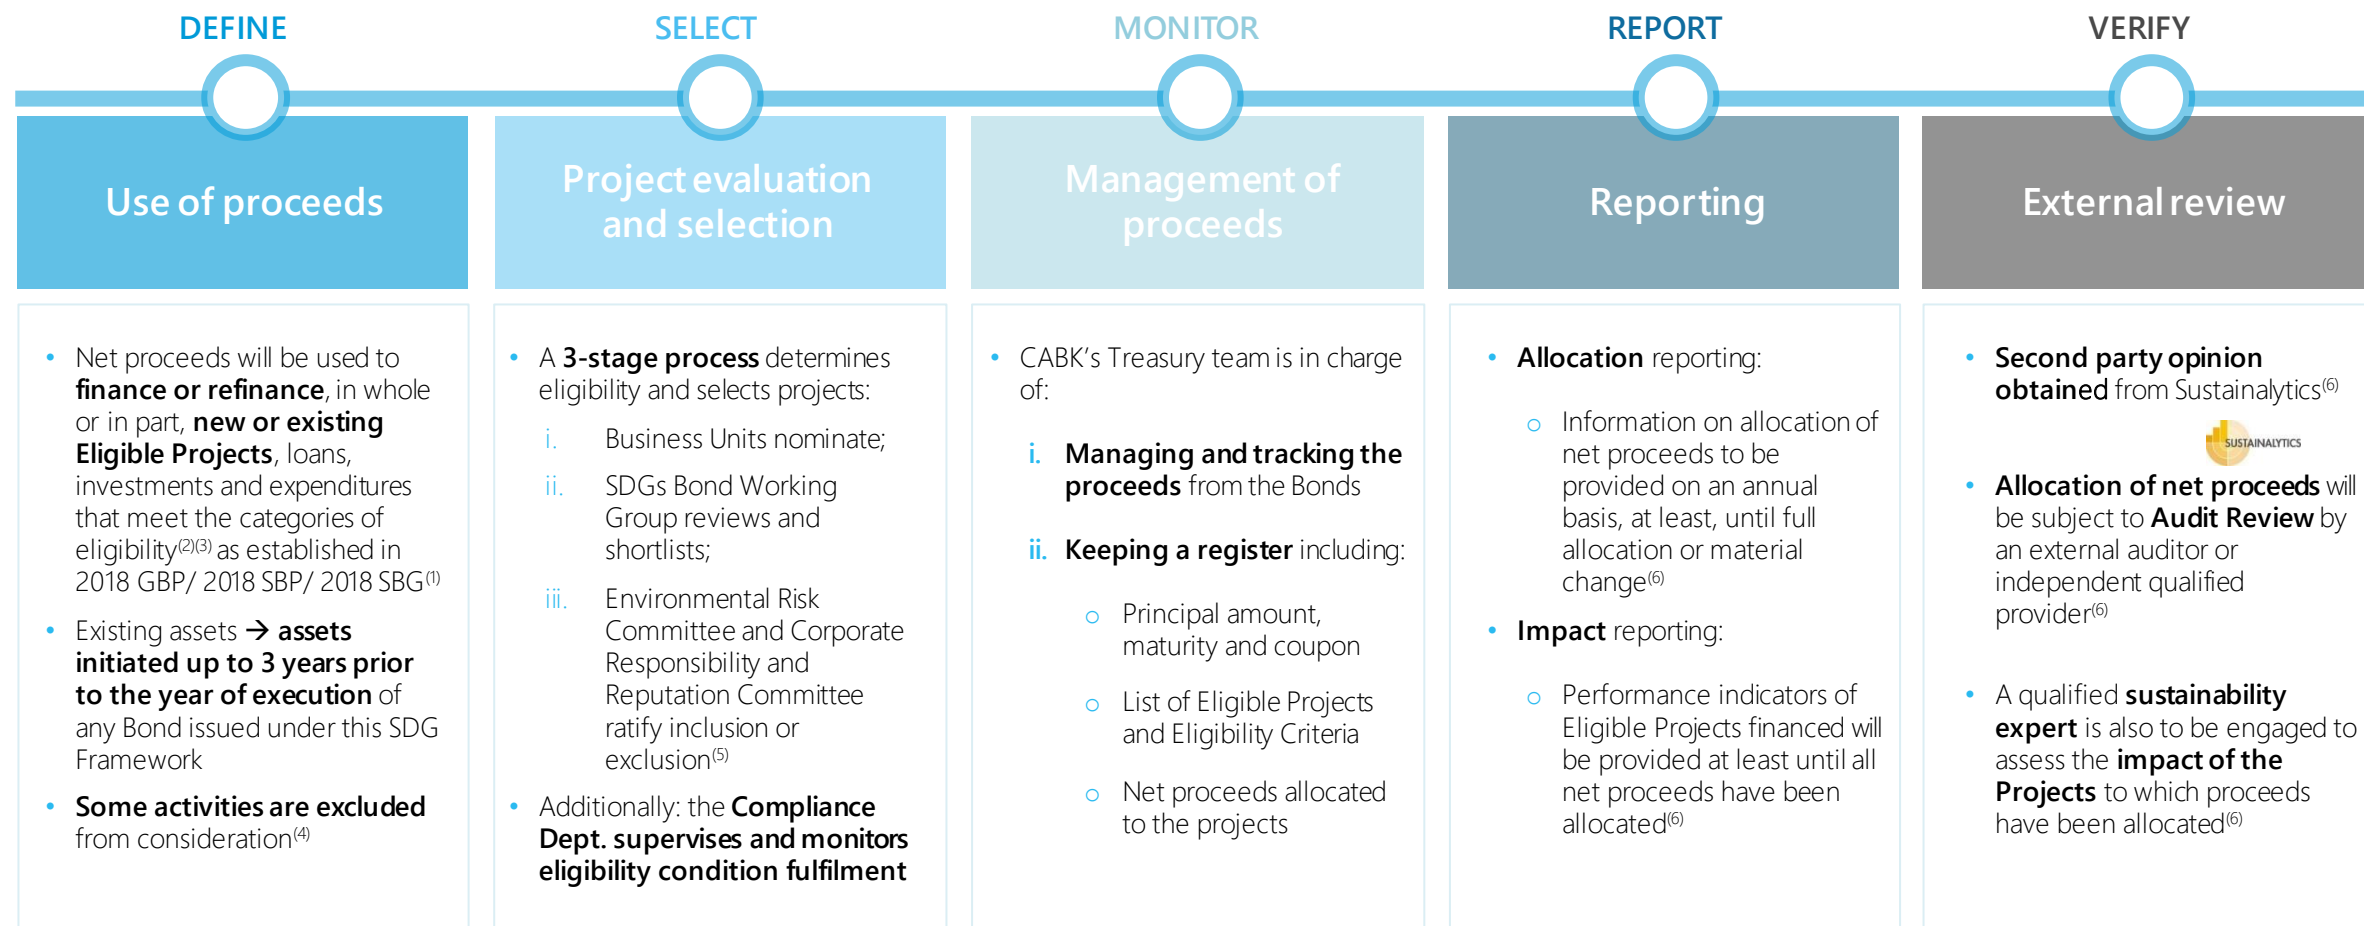 DEFINE
Use of proceeds
• Net proceeds will be used to
finance or refinance, in whole
or in part, new or existing
Eligible Projects, loans,
investments and expenditures
that meet the categories of
eligibility(2)(3) as established in
2018 GBP/ 2018 SBP/ 2018 SBG(1)
• Existing assets → assets
initiated up to 3 years prior
to the year of execution of
any Bond issued under this SDG
Framework
• Some activities are excluded
from consideration(4)
SELECT
Project evaluation
and selection
• A 3-stage process determines
eligibility and selects projects:
i. Business Units nominate;
ii. SDGs Bond Working
Group reviews and
shortlists;
iii. Environmental Risk
Committee and Corporate
Responsibility and
Reputation Committee
ratify inclusion or
exclusion(5)
• Additionally: the Compliance
Dept. supervises and monitors
eligibility condition fulfilment
MONITOR
Management of
proceeds
• CABK's Treasury team is in charge
of:
i. Managing and tracking the
proceeds from the Bonds
ii. Keeping a register including:
o Principal amount,
maturity and coupon
o List of Eligible Projects
and Eligibility Criteria
o Net proceeds allocated
to the projects
REPORT
Reporting
• Allocation reporting:
o Information on allocation of
net proceeds to be
provided on an annual
basis, at least, until full
allocation or material
change(6)
• Impact reporting:
o Performance indicators of
Eligible Projects financed will
be provided at least until all
net proceeds have been
allocated(6)
VERIFY
External review
• Second party opinion
obtained from Sustainalytics(6)
SUSTAINALYTICS
• Allocation of net proceeds will
be subject to Audit Review by
an external auditor or
independent qualified
provider(6)
• A qualified sustainability
expert is also to be engaged to
assess the impact of the
Projects to which proceeds
have been allocated(6)